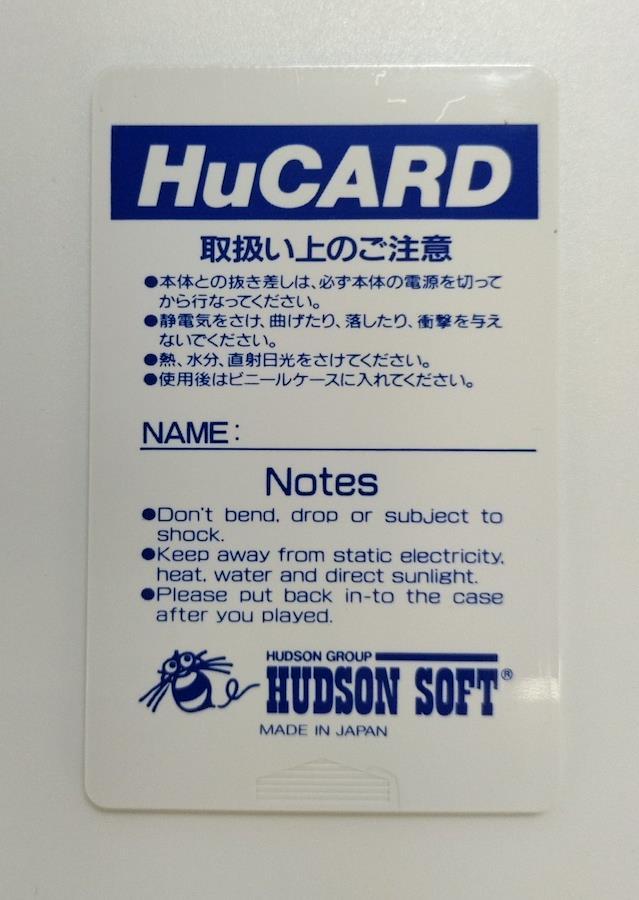 HuCARD
取扱い上のご注意
●本体との抜き差しは、必ず本体の電源を切って
から行なってください。
●静電気をさけ、曲げたり、落したり、衝撃を与え
ないでください。
●熱、水分、直射日光をさけてください。
●使用後はビニールケースに入れてください。
NAME:
Notes
●Don't bend, drop or subject to
shock.
●Keep away from static electricity,
heat, water and direct sunlight.
●Please put back in-to the case
after you played.
HUDSON GROUP
HUDSON SOFT®
MADE IN JAPAN